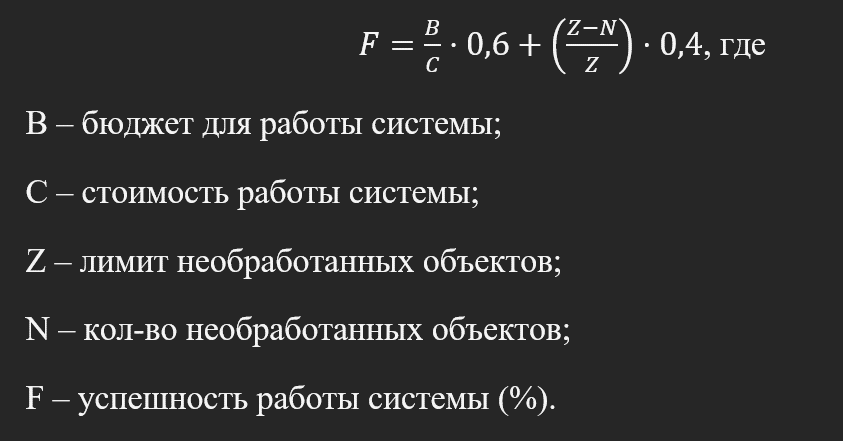 F = B/C · 0,6 + (Z−N/Z) · 0,4, где
B – бюджет для работы системы;
C – стоимость работы системы;
Z – лимит необработанных объектов;
N – кол-во необработанных объектов;
F – успешность работы системы (%).